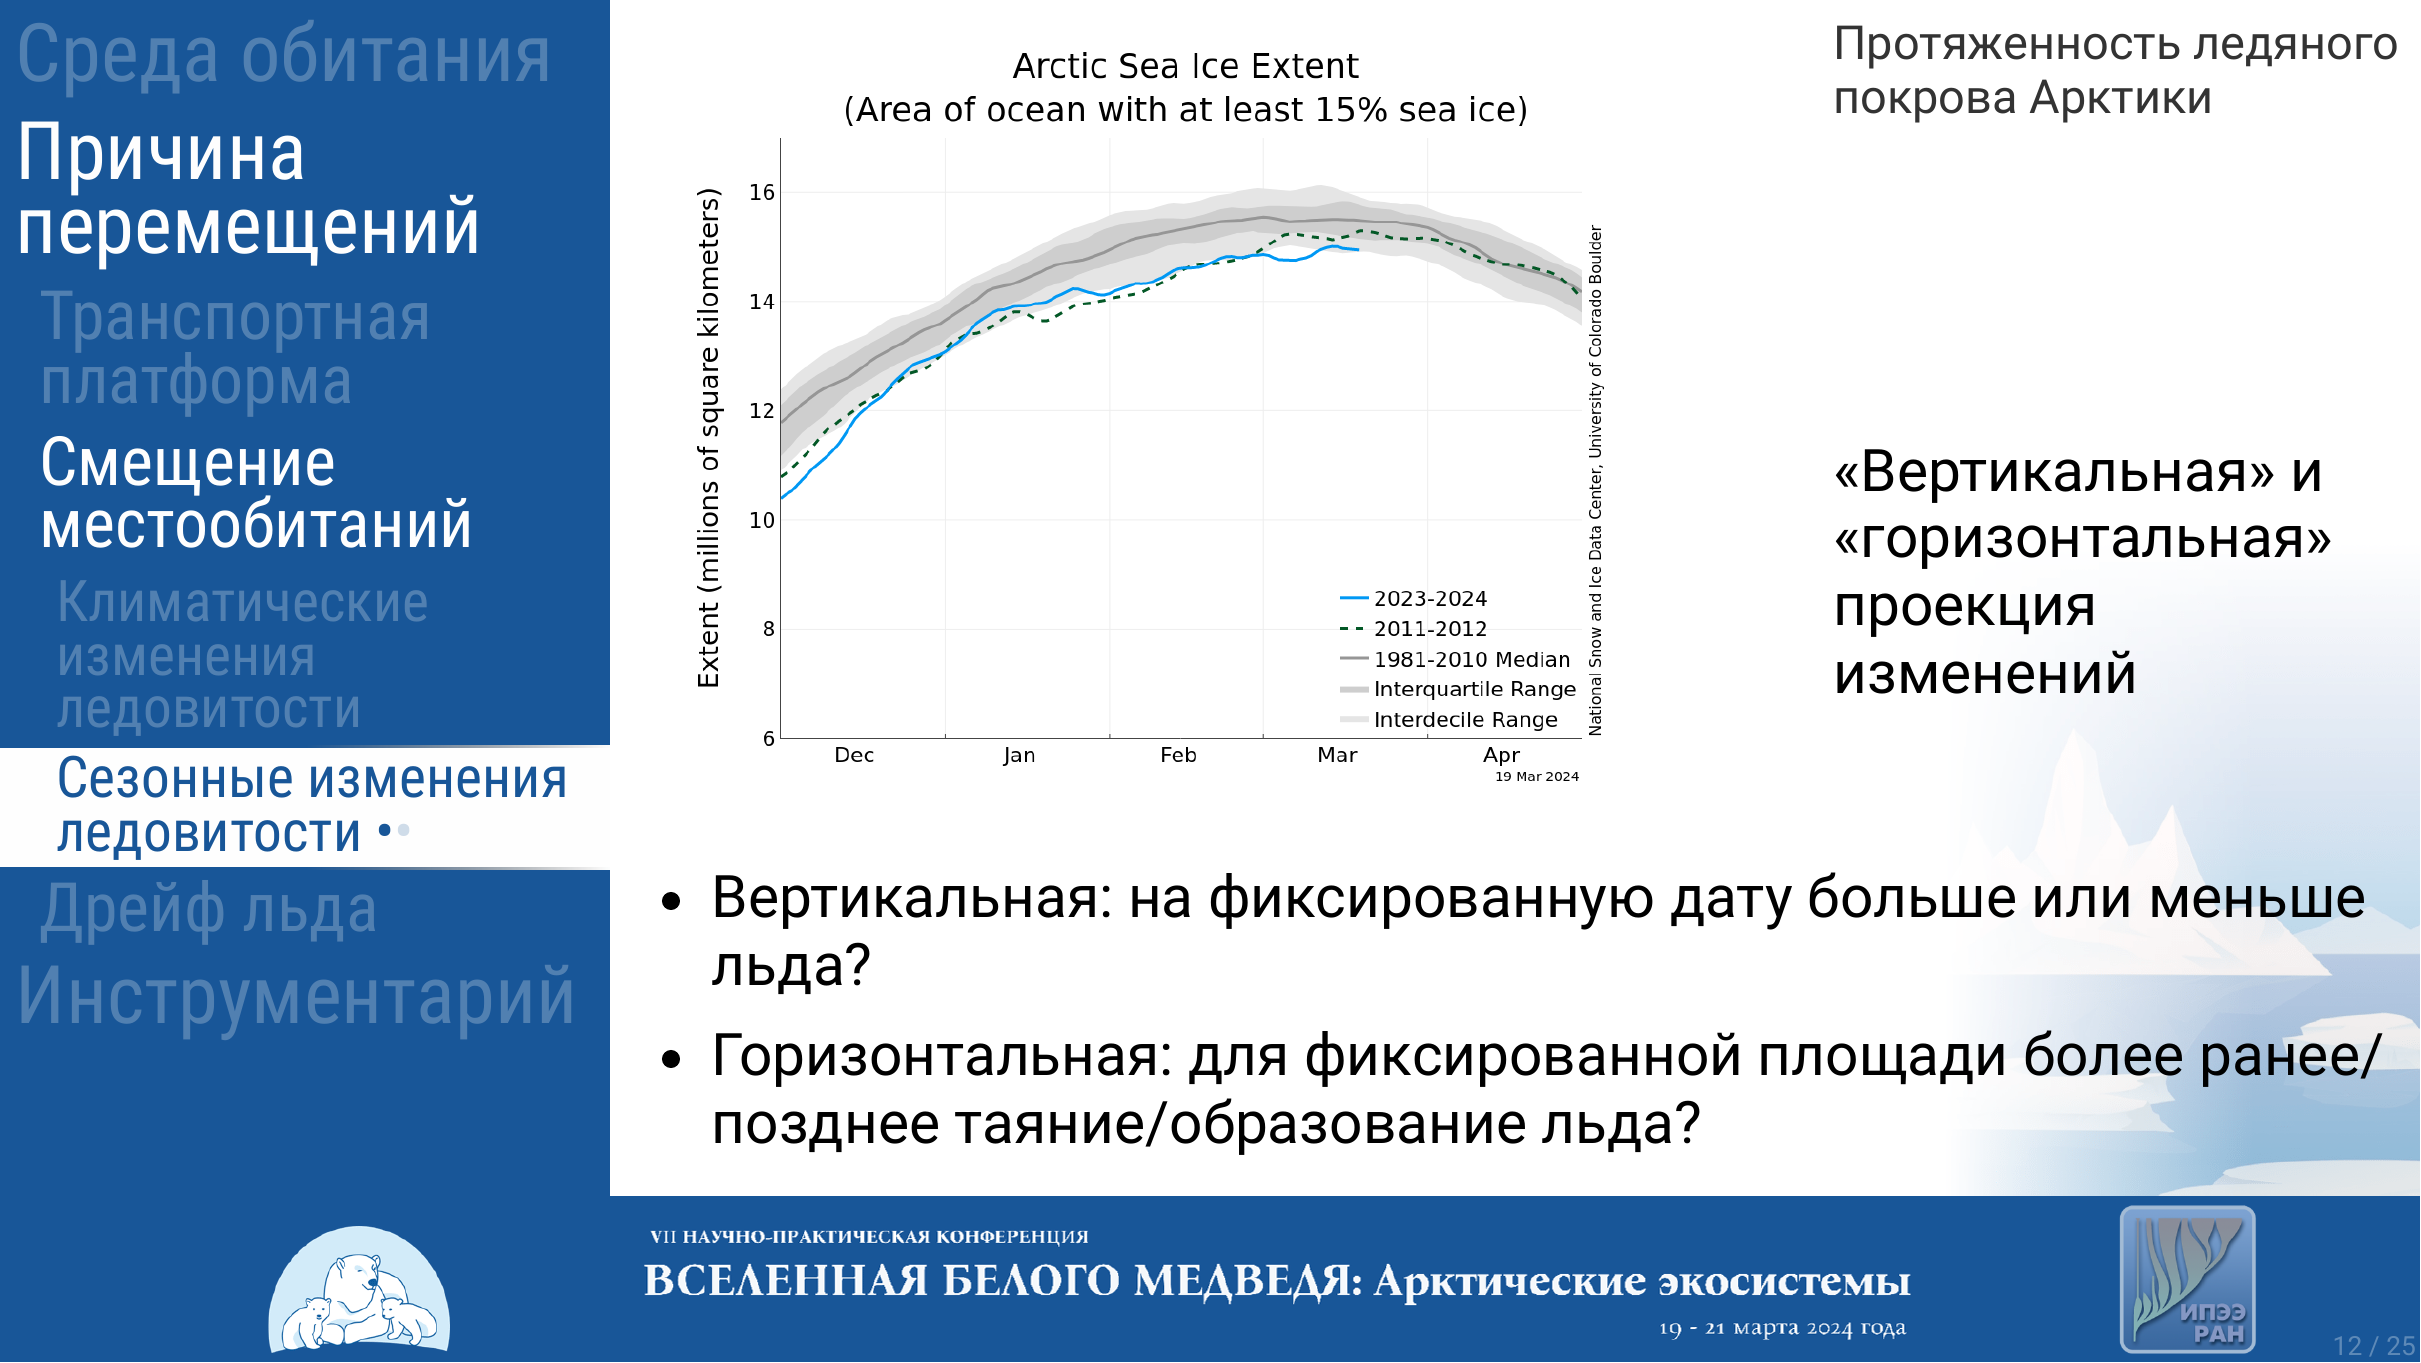 Среда обитания
Причина
перемещений
Транспортная
платформа
Смещение
местообитаний
Климатические
изменения
ледовитости
Сезонные изменения
ледовитости
Дрейф льда
Инструментарий
Arctic Sea Ice Extent
(Area of ocean with at least 15% sea ice)
Extent (millions of square kilometers)
16
14
12
10
8
6
Dec Jan Feb Mar Apr
19 Mar 2024
2023-2024
2011-2012
1981-2010 Median
Interquartile Range
Interdecile Range
National Snow and Ice Data Center, University of Colorado Boulder
Протяженность ледяного
покрова Арктики
«Вертикальная» и
«горизонтальная»
проекция
изменений
• Вертикальная: на фиксированную дату больше или меньше
льда?
• Горизонтальная: для фиксированной площади более ранее/
позднее таяние/образование льда?
VII НАУЧНО-ПРАКТИЧЕСКАЯ КОНФЕРЕНЦИЯ
ВСЕЛЕННАЯ БЕЛОГО МЕДВЕДЯ: Арктические экосистемы
19 - 21 марта 2024 года
ИПЭЭ
РАН
12 / 25